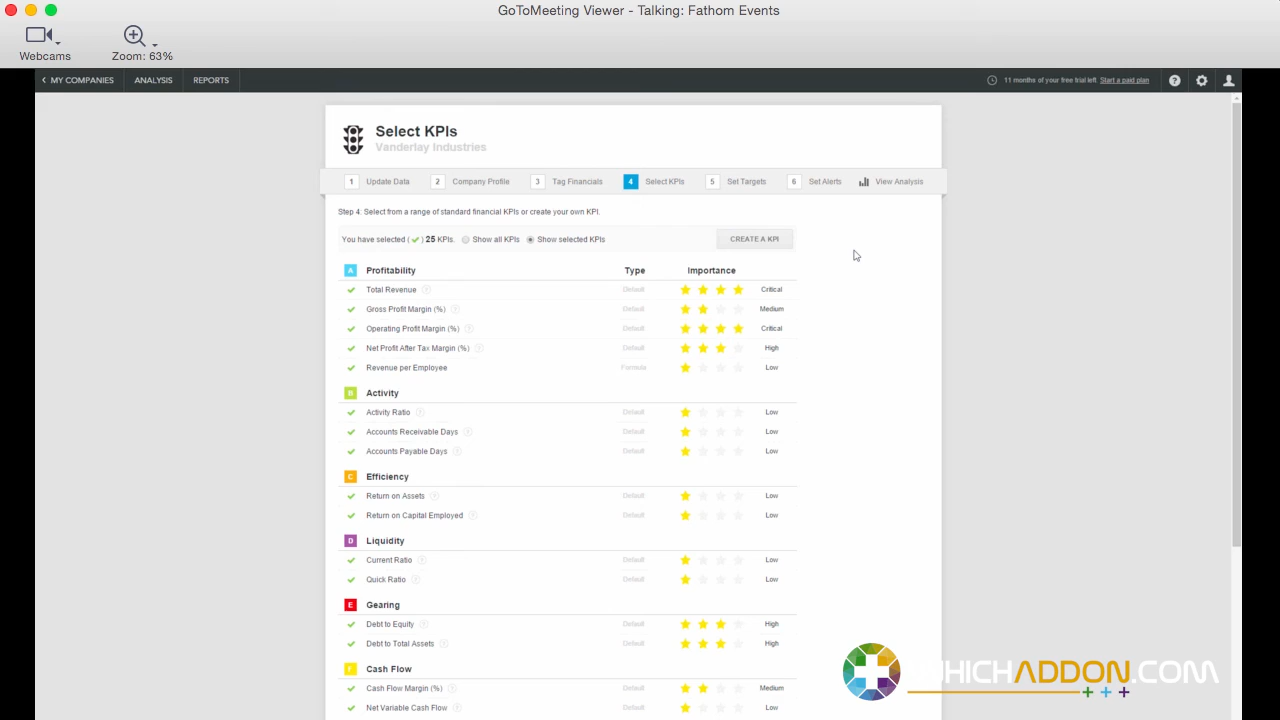 GoToMeeting Viewer - Talking: Fathom Events
Webcams
Zoom: 63%
MY COMPANIES ANALYSIS REPORTS 11 months of your free trial left. Start a paid plan ?
Select KPIs
Vanderlay Industries
1 Update Data 2 Company Profile 3 Tag Financials 4 Select KPIs 5 Set Targets 6 Set Alerts View Analysis
Step 4: Select from a range of standard financial KPIs or create your own KPI.
You have selected ( ✓ ) 25 KPIs. Show all KPIs Show selected KPIs CREATE A KPI
A Profitability Type Importance
Total Revenue ? Default Critical
Gross Profit Margin (%) ? Default Medium
Operating Profit Margin (%) ? Default Critical
Net Profit After Tax Margin (%) ? Default High
Revenue per Employee Formula Low
B Activity
Activity Ratio ? Default Low
Accounts Receivable Days ? Default Low
Accounts Payable Days ? Default Low
C Efficiency
Return on Assets ? Default Low
Return on Capital Employed ? Default Low
D Liquidity
Current Ratio ? Default Low
Quick Ratio ? Default Low
E Gearing
Debt to Equity ? Default High
Debt to Total Assets ? Default High
F Cash Flow
Cash Flow Margin (%) ? Default Medium
Net Variable Cash Flow ? Default Low
WHICHADDON.COM